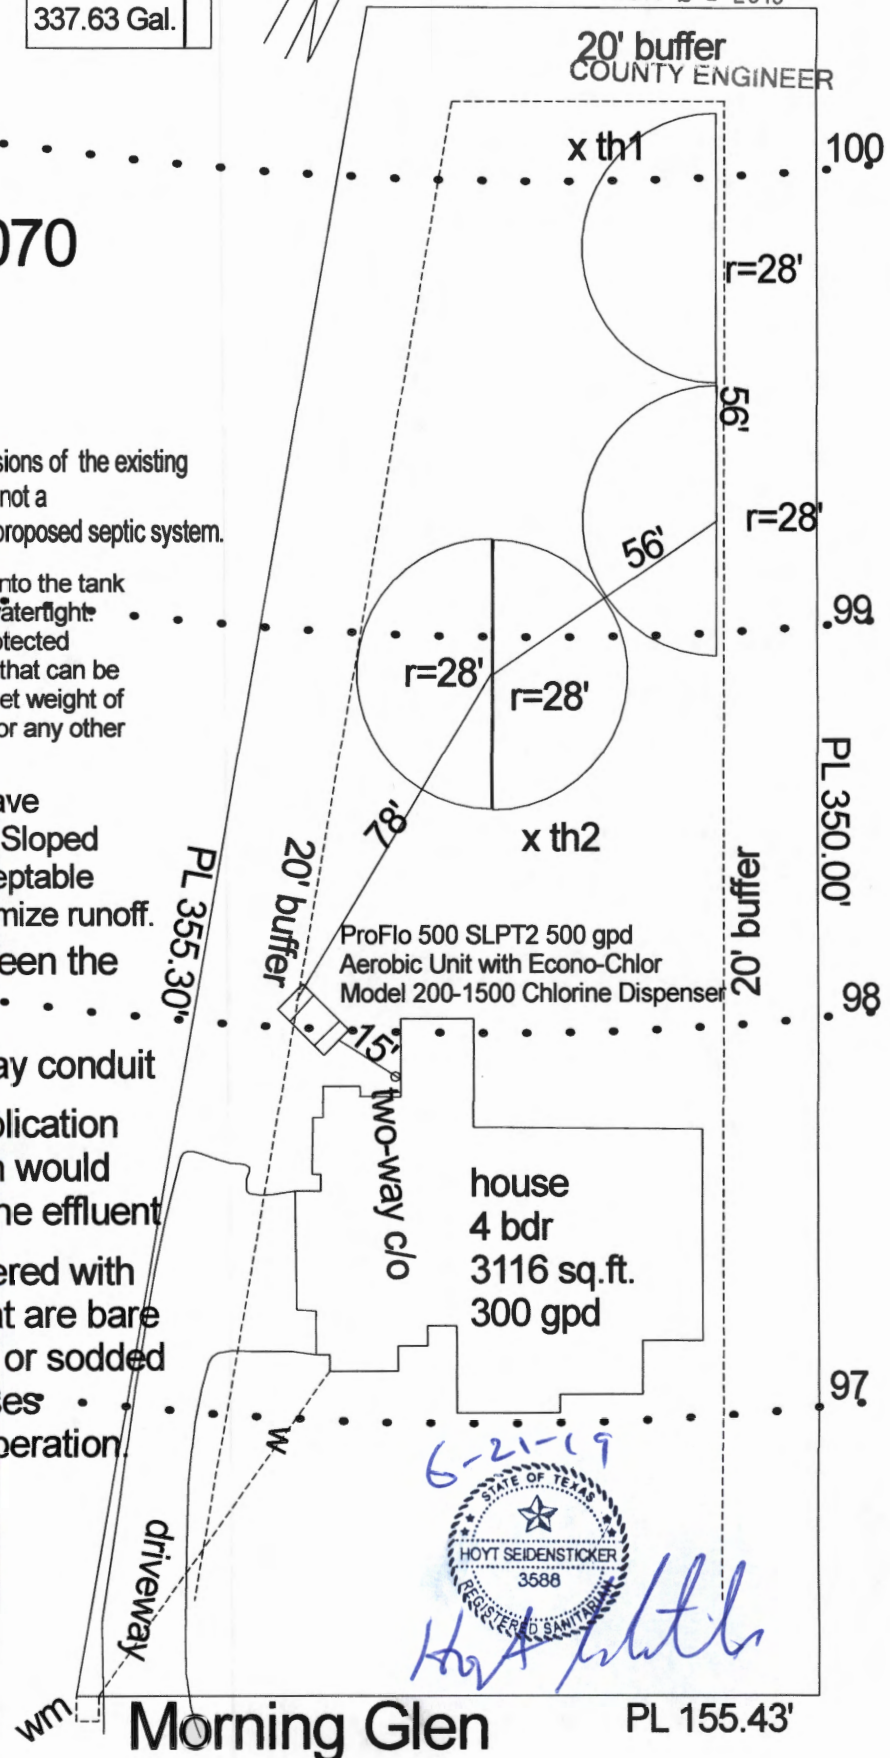 337.63 Gal.
2019
20' buffer
COUNTY ENGINEER
x th1
100
070
r=28'
56'
sions of the existing
not a
proposed septic system.
r=28'
56'
nto the tank
atertight.
otected
that can be
et weight of
or any other
99
r=28'
r=28'
PL 350.00'
ave
Sloped
eptable
mize runoff.
een the
78'
x th2
20' buffer
PL 355.30'
20' buffer
ProFlo 500 SLPT2 500 gpd
Aerobic Unit with Econo-Chlor
Model 200-1500 Chlorine Dispenser
98
15'
ay conduit
plication
would
he effluent
two-way c/o
house
4 bdr
3116 sq.ft.
300 gpd
ered with
at are bare
or sodded
ses
peration.
97
w
6-21-19
STATE OF TEXAS
HOYT SEIDENSTICKER
3588
REGISTERED SANITARIAN
driveway
wm
Morning Glen
PL 155.43'